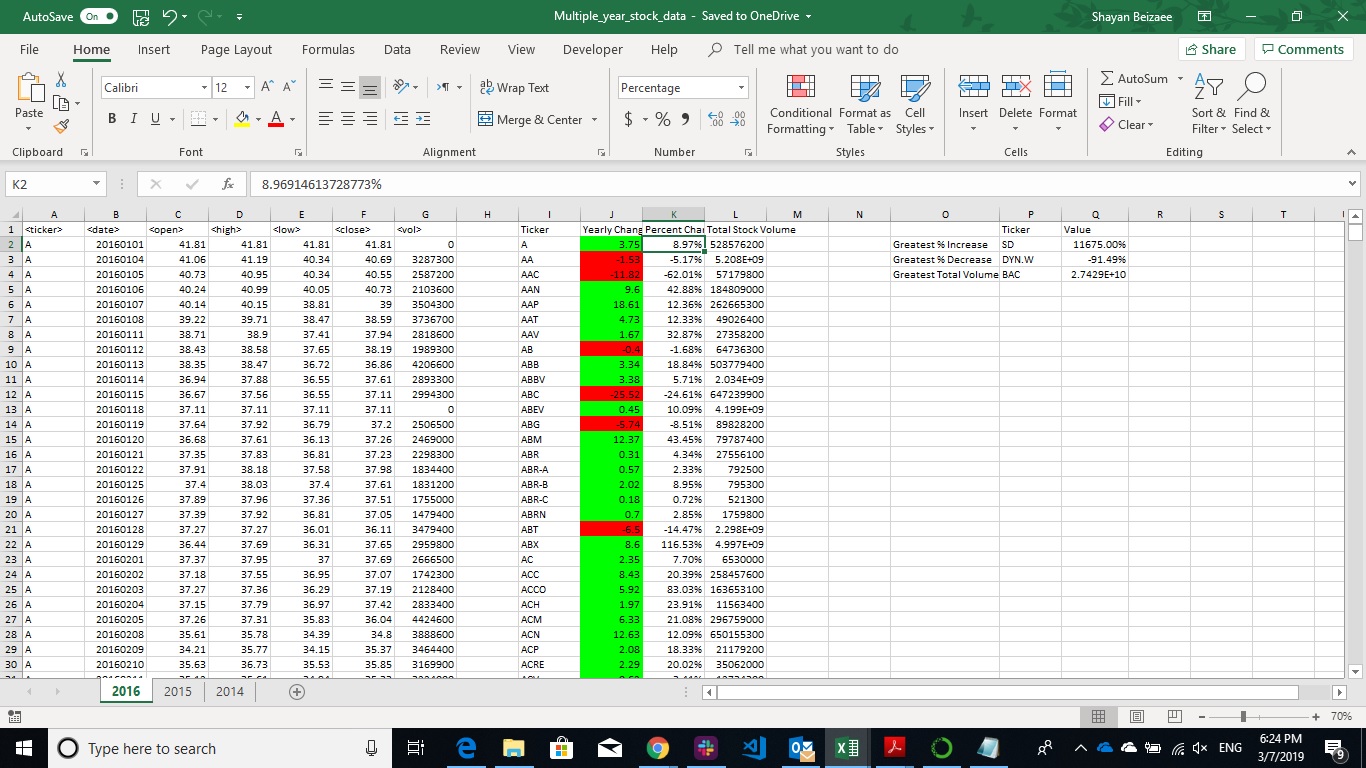 AutoSave On Multiple_year_stock_data - Saved to OneDrive Shayan Beizaee
File Home Insert Page Layout Formulas Data Review View Developer Help Tell me what you want to do Share Comments
Calibri 12 Wrap Text Percentage AutoSum
Paste Conditional Format as Cell Insert Delete Format Fill Sort & Find &
B I U A Merge & Center $ % Formatting Table Styles Clear Filter Select
Clipboard Font Alignment Number Styles Cells Editing
K2 fx 8.96914613728773%
A B C D E F G H I J K L M N O P Q R S T
1 <ticker> <date> <open> <high> <low> <close> <vol> Ticker Yearly Chang Percent Char Total Stock Volume Ticker Value
2 A 20160101 41.81 41.81 41.81 41.81 0 A 3.75 8.97% 528576200 Greatest % Increase SD 11675.00%
3 A 20160104 41.06 41.19 40.34 40.69 3287300 AA -1.53 -5.17% 5.208E+09 Greatest % Decrease DYN.W -91.49%
4 A 20160105 40.73 40.95 40.34 40.55 2587200 AAC -11.82 -62.01% 57179800 Greatest Total Volume BAC 2.7429E+10
5 A 20160106 40.24 40.99 40.05 40.73 2103600 AAN 9.6 42.88% 184809000
6 A 20160107 40.14 40.15 38.81 39 3504300 AAP 18.61 12.36% 262665300
7 A 20160108 39.22 39.71 38.47 38.59 3736700 AAT 4.73 12.33% 49026400
8 A 20160111 38.71 38.9 37.41 37.94 2818600 AAV 1.67 32.87% 27358200
9 A 20160112 38.43 38.58 37.65 38.19 1989300 AB -0.4 -1.68% 64736300
10 A 20160113 38.35 38.47 36.72 36.86 4206600 ABB 3.34 18.84% 503779400
11 A 20160114 36.94 37.88 36.55 37.61 2893300 ABBV 3.38 5.71% 2.034E+09
12 A 20160115 36.67 37.56 36.55 37.11 2994300 ABC -25.52 -24.61% 647239900
13 A 20160118 37.11 37.11 37.11 37.11 0 ABEV 0.45 10.09% 4.199E+09
14 A 20160119 37.64 37.92 36.79 37.2 2506500 ABG -5.74 -8.51% 89828200
15 A 20160120 36.68 37.61 36.13 37.26 2469000 ABM 12.37 43.45% 79787400
16 A 20160121 37.35 37.83 36.81 37.23 2298300 ABR 0.31 4.34% 27556100
17 A 20160122 37.91 38.18 37.58 37.98 1834400 ABR-A 0.57 2.33% 792500
18 A 20160125 37.4 38.03 37.4 37.61 1831200 ABR-B 2.02 8.95% 795300
19 A 20160126 37.89 37.96 37.36 37.51 1755000 ABR-C 0.18 0.72% 521300
20 A 20160127 37.39 37.92 36.81 37.05 1479400 ABRN 0.7 2.85% 1759800
21 A 20160128 37.27 37.27 36.01 36.11 3479400 ABT -6.5 -14.47% 2.298E+09
22 A 20160129 36.44 37.69 36.31 37.65 2959800 ABX 8.6 116.53% 4.997E+09
23 A 20160201 37.37 37.95 37 37.69 2666500 AC 2.35 7.70% 6530000
24 A 20160202 37.18 37.55 36.95 37.07 1742300 ACC 8.43 20.39% 258457600
25 A 20160203 37.27 37.36 36.29 37.19 2128400 ACCO 5.92 83.03% 163653100
26 A 20160204 37.15 37.79 36.97 37.42 2833400 ACH 1.97 23.91% 11563400
27 A 20160205 37.26 37.31 35.83 36.04 4424600 ACM 6.33 21.08% 296759000
28 A 20160208 35.61 35.78 34.39 34.8 3888600 ACN 12.63 12.09% 650155300
29 A 20160209 34.21 35.77 34.15 35.37 3464400 ACP 2.08 18.33% 21179200
30 A 20160210 35.63 36.73 35.53 35.85 3169900 ACRE 2.29 20.02% 35062000
2016 2015 2014
70%
Type here to search ENG 6:24 PM
3/7/2019 9